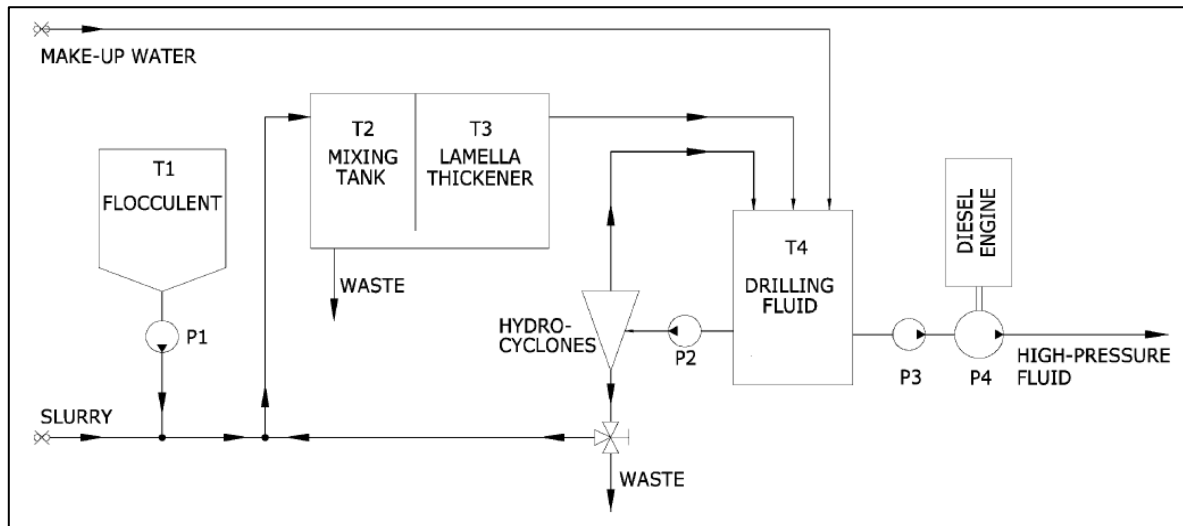 MAKE-UP WATER
T1
FLOCCULENT
P1
SLURRY
T2
MIXING
TANK
T3
LAMELLA
THICKENER
WASTE
HYDRO-
CYCLONES
P2
WASTE
T4
DRILLING
FLUID
P3
P4
DIESEL
ENGINE
HIGH-PRESSURE
FLUID